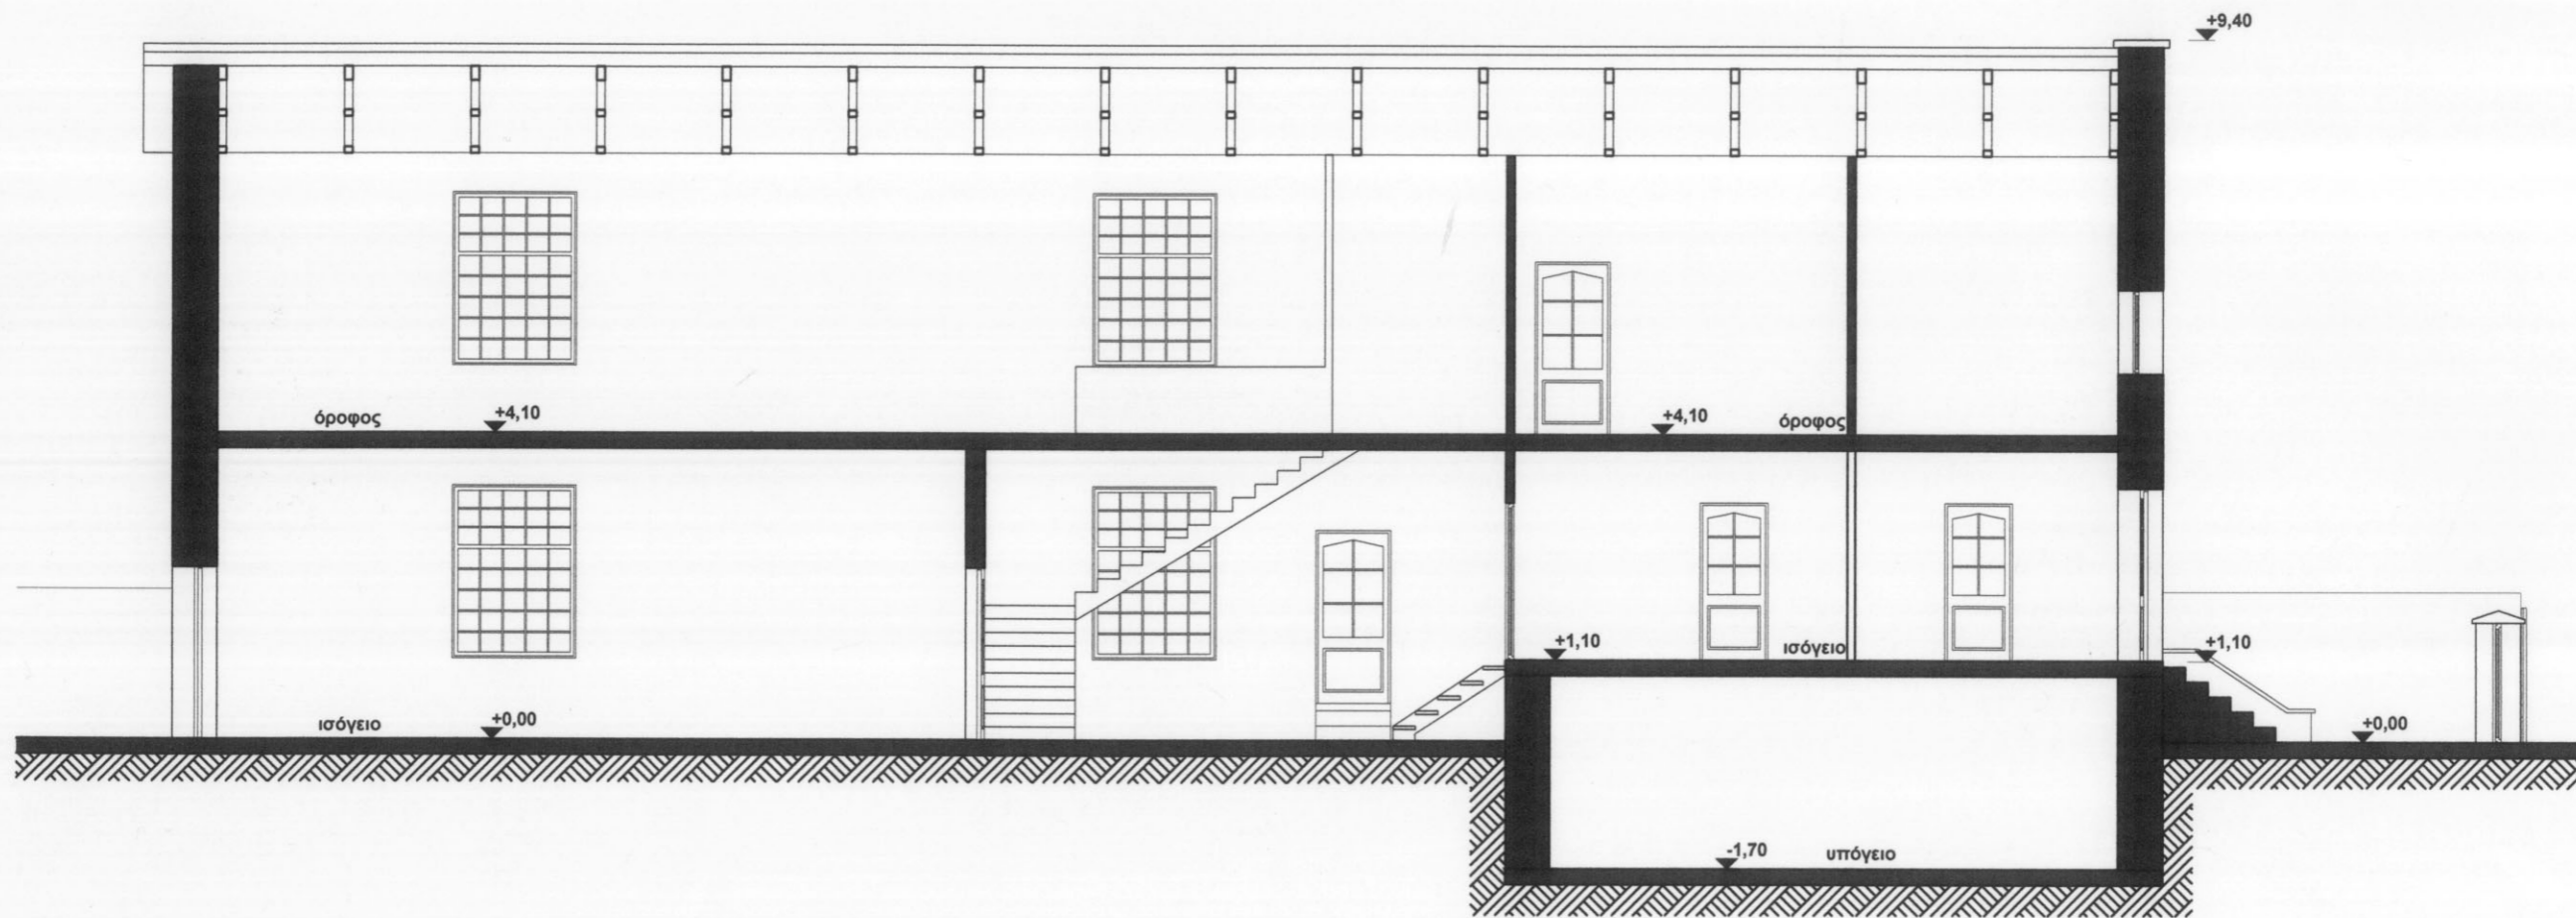 +9,40
όροφος
+4,10
+4,10
όροφος
+1,10
ισόγειο
+1,10
ισόγειο
+0,00
+0,00
-1,70
υπόγειο